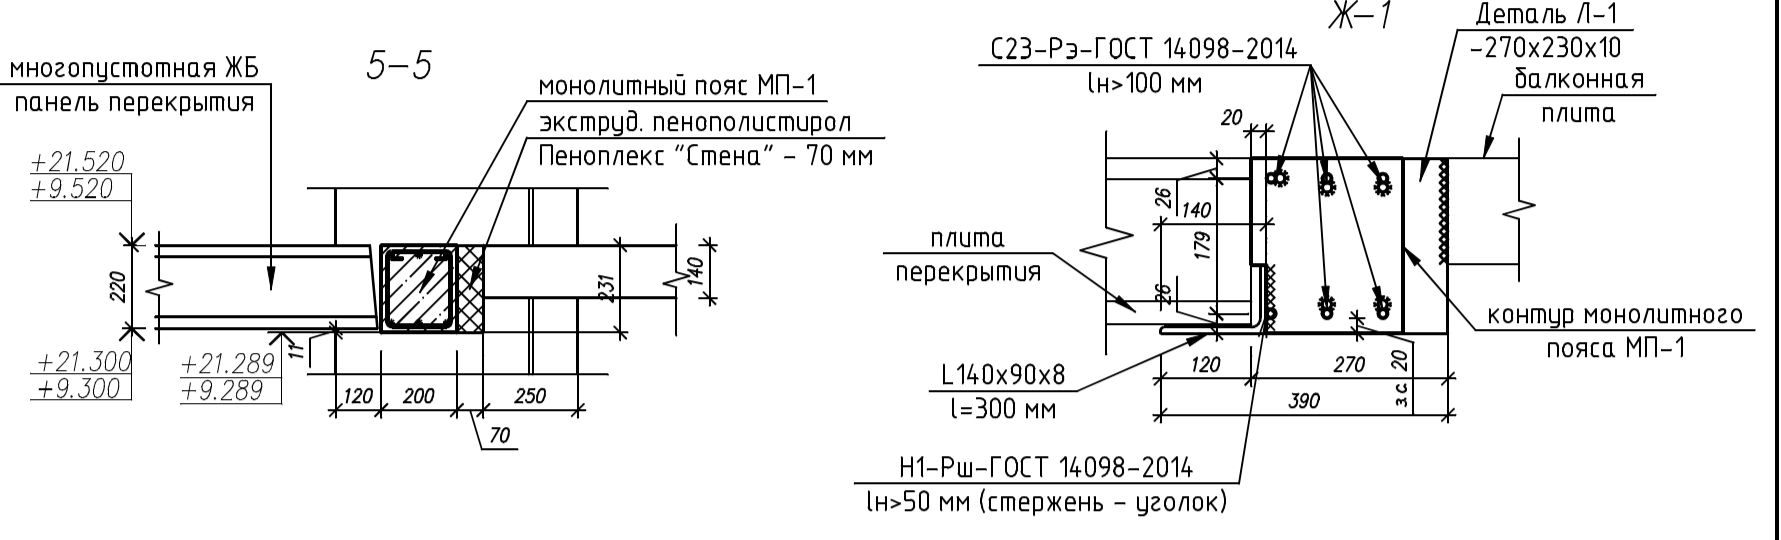 5-5
многопустотная ЖБ
панель перекрытия
монолитный пояс МП-1
экструд. пенополистирол
Пеноплекс "Стена" - 70 мм
+21.520
+9.520
220
231
140
11
+21.300
+9.300
+21.289
+9.289
120
200
250
70
Ж-1
С23-Рэ-ГОСТ 14098-2014
lн>100 мм
Деталь Л-1
-270x230x10
балконная
плита
20
26
140
179
26
плита
перекрытия
контур монолитного
пояса МП-1
L140x90x8
l=300 мм
120
270
з.с. 20
390
Н1-Рш-ГОСТ 14098-2014
lн>50 мм (стержень - уголок)